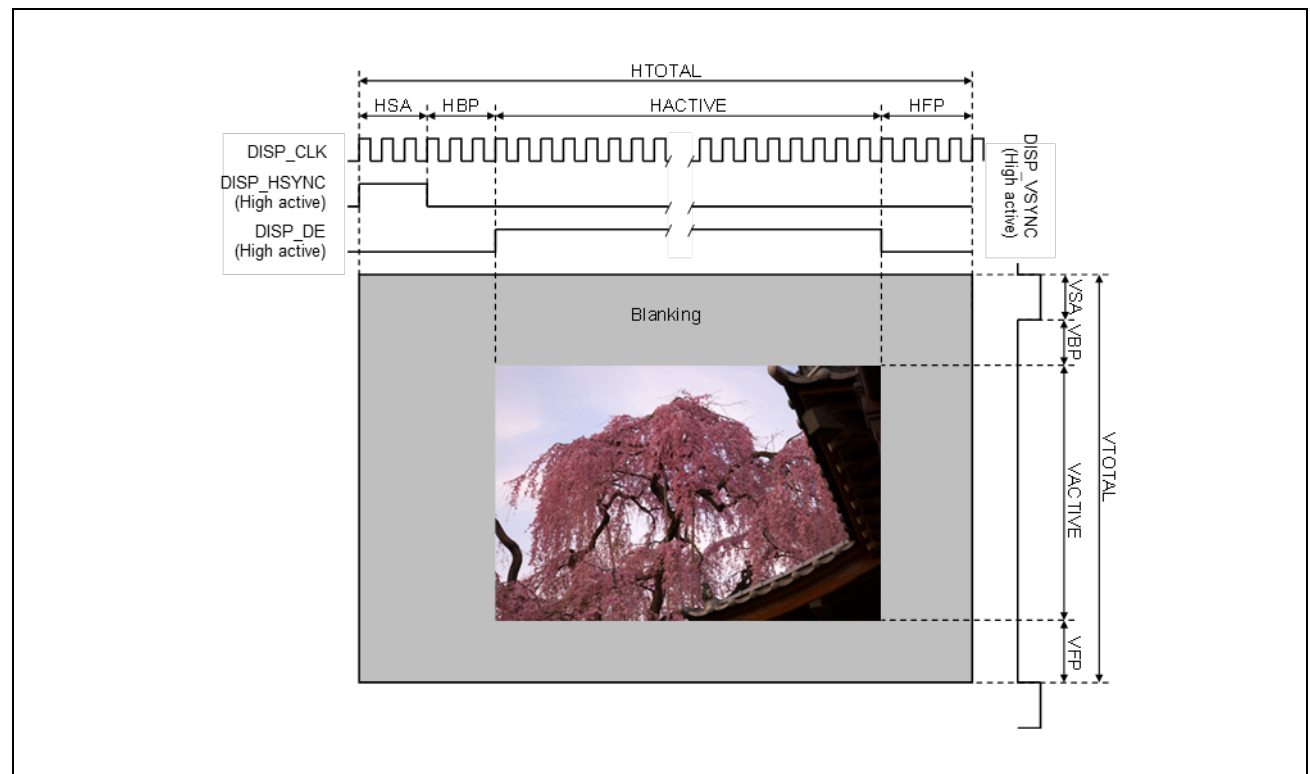 HTOTAL
HSA
HBP
HACTIVE
HFP
DISP_CLK
DISP_HSYNC
(High active)
DISP_DE
(High active)
DISP_VSYNC
(High active)
Blanking
VSA
VBP
VACTIVE
VFP
VTOTAL